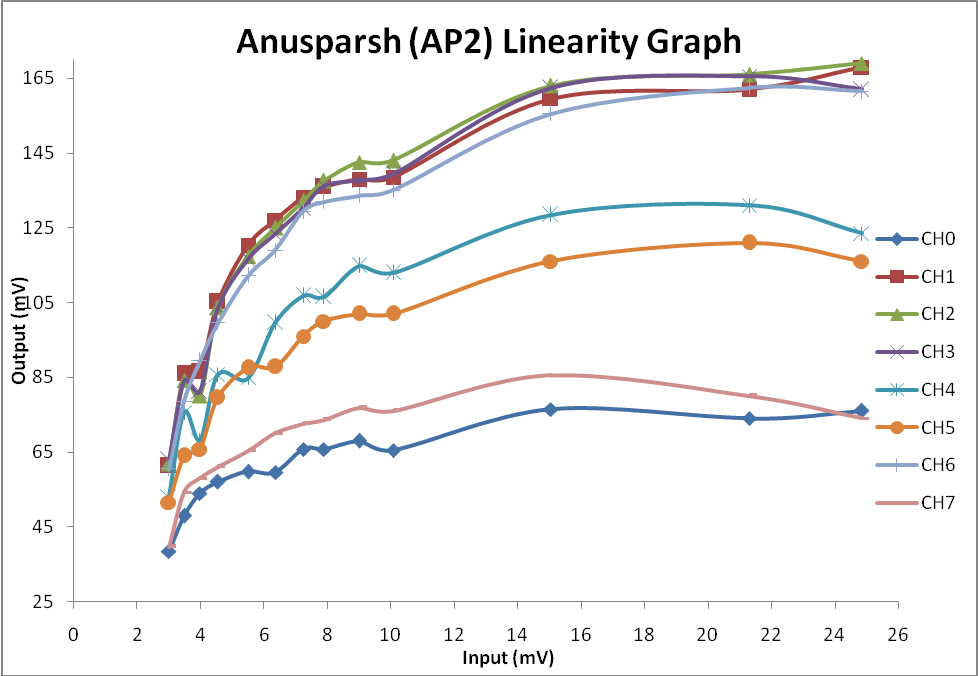 Anusparsh (AP2) Linearity Graph
165
145
125
105
85
65
45
25
Output (mV)
0 2 4 6 8 10 12 14 16 18 20 22 24 26
Input (mV)
CH0
CH1
CH2
CH3
CH4
CH5
CH6
CH7